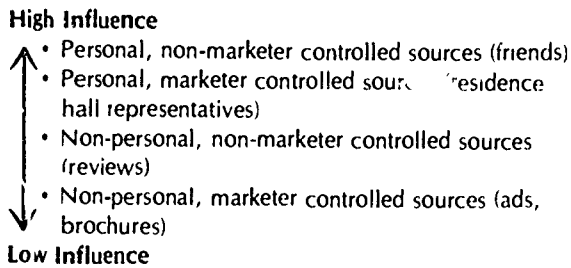 High Influence
• Personal, non-marketer controlled sources (friends)
• Personal, marketer controlled (residence
hall representatives)
• Non-personal, non-marketer controlled sources
(reviews)
• Non-personal, marketer controlled sources (ads,
brochures)
Low Influence